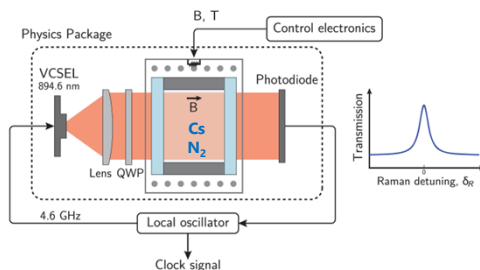 B, T
Control electronics
Physics Package
VCSEL
894.6 nm
Photodiode
B
Cs
N₂
Lens QWP
4.6 GHz
Local oscillator
Clock signal
Transmission
0
Raman detuning, δ_R